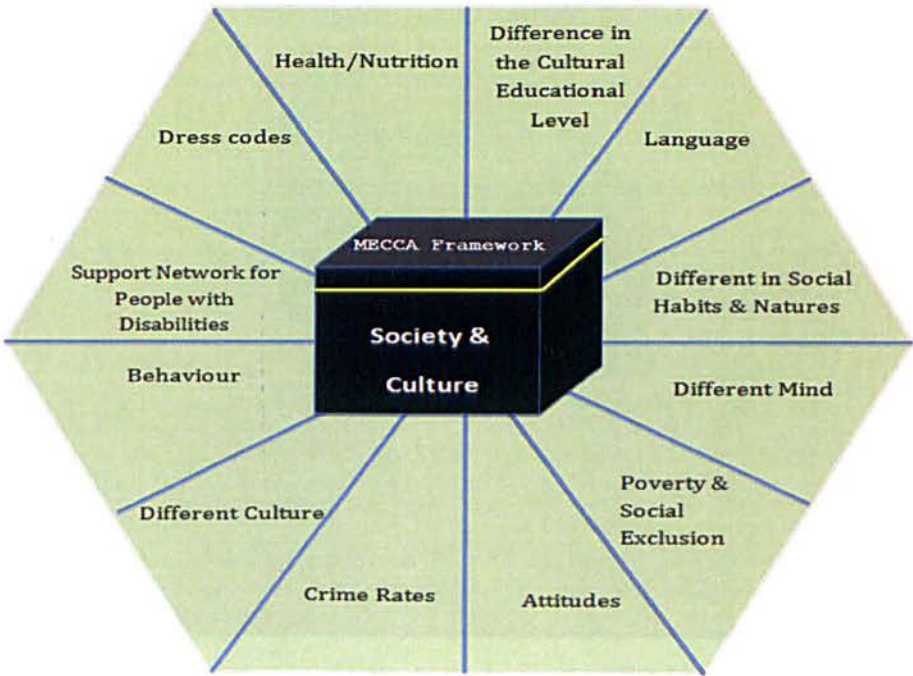 Health/Nutrition
Difference in
the Cultural
Educational
Level
Language
Different in Social
Habits & Natures
Different Mind
Poverty &
Social
Exclusion
Attitudes
Crime Rates
Different Culture
Behaviour
Support Network for
People with
Disabilities
Dress codes
MECCA Framework
Society &
Culture